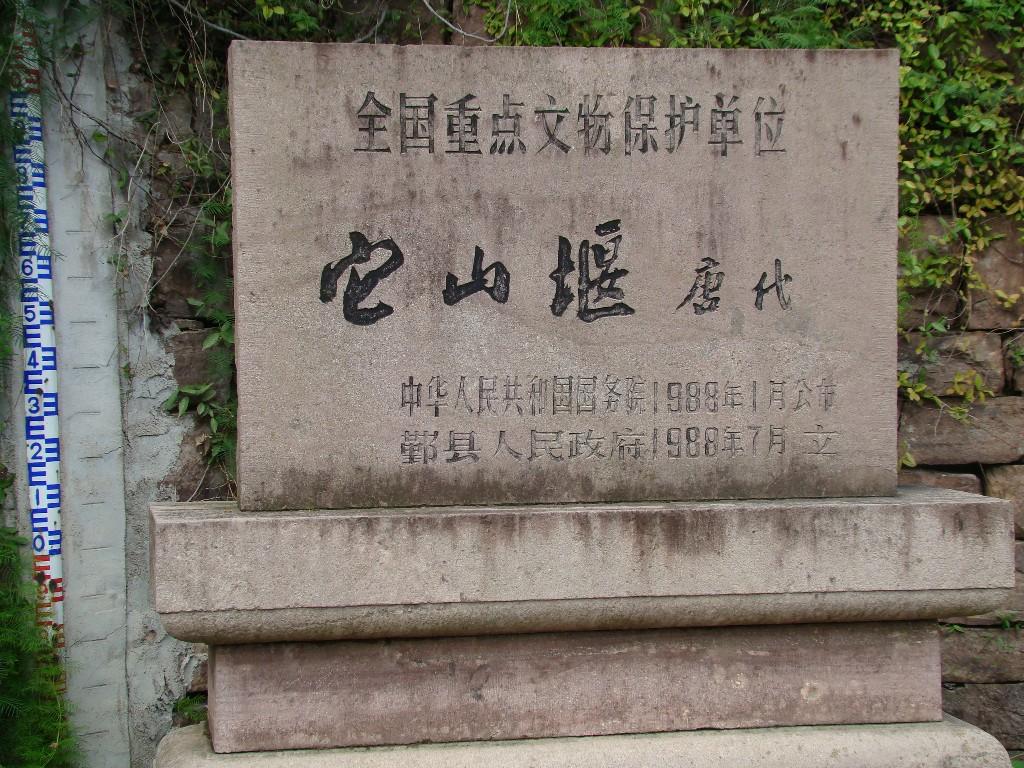 全国重点文物保护单位
它山堰 唐代
中华人民共和国国务院1988年1月公布
鄞县人民政府1988年7月 立
6
5
4
3
2
1
0